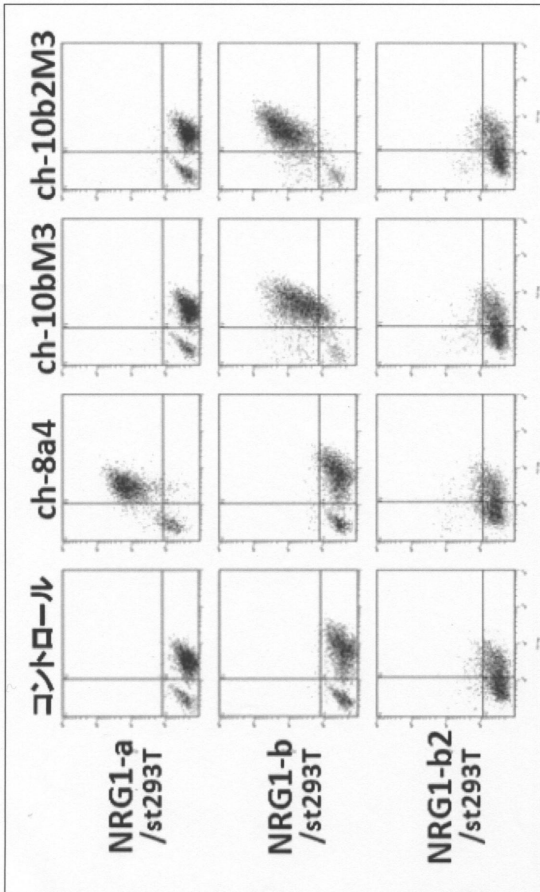 コントロール
ch-8a4
ch-10bM3
ch-10b2M3
NRG1-a
/st293T
NRG1-b
/st293T
NRG1-b2
/st293T